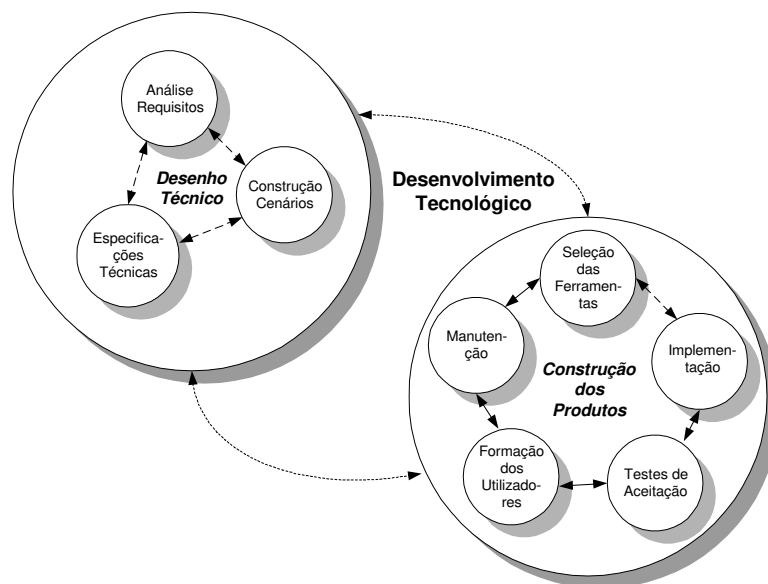 Análise
Requisitos
Desenho
Técnico
Construção
Cenários
Especifica-
ções
Técnicas
Desenvolvimento
Tecnológico
Seleção
das
Ferramen-
tas
Manuten-
ção
Implemen-
tação
Construção
dos
Produtos
Formação
dos
Utilizado-
res
Testes de
Aceitação